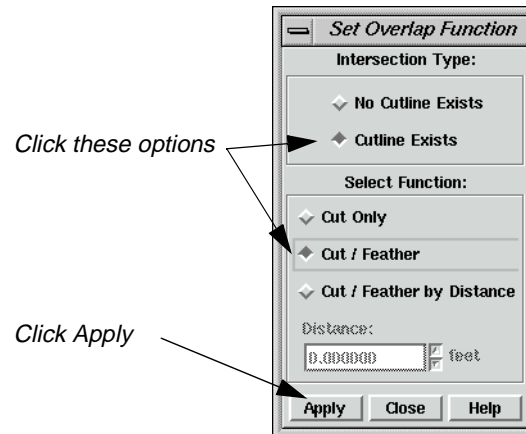 Set Overlap Function
Intersection Type:
No Cutline Exists
Click these options
Cutline Exists
Select Function:
Cut Only
Cut / Feather
Cut / Feather by Distance
Click Apply
Distance:
0.000000 feet
Apply Close Help